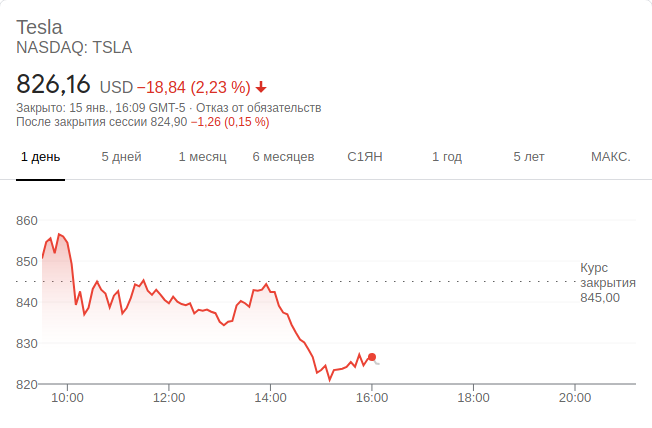 Tesla
NASDAQ: TSLA
826,16 USD −18,84 (2,23 %)
Закрыто: 15 янв., 16:09 GMT-5 · Отказ от обязательств
После закрытия сессии 824,90 −1,26 (0,15 %)
1 день 5 дней 1 месяц 6 месяцев С1ЯН 1 год 5 лет МАКС.
860
850
840
830
820
Курс
закрытия
845,00
10:00 12:00 14:00 16:00 18:00 20:00